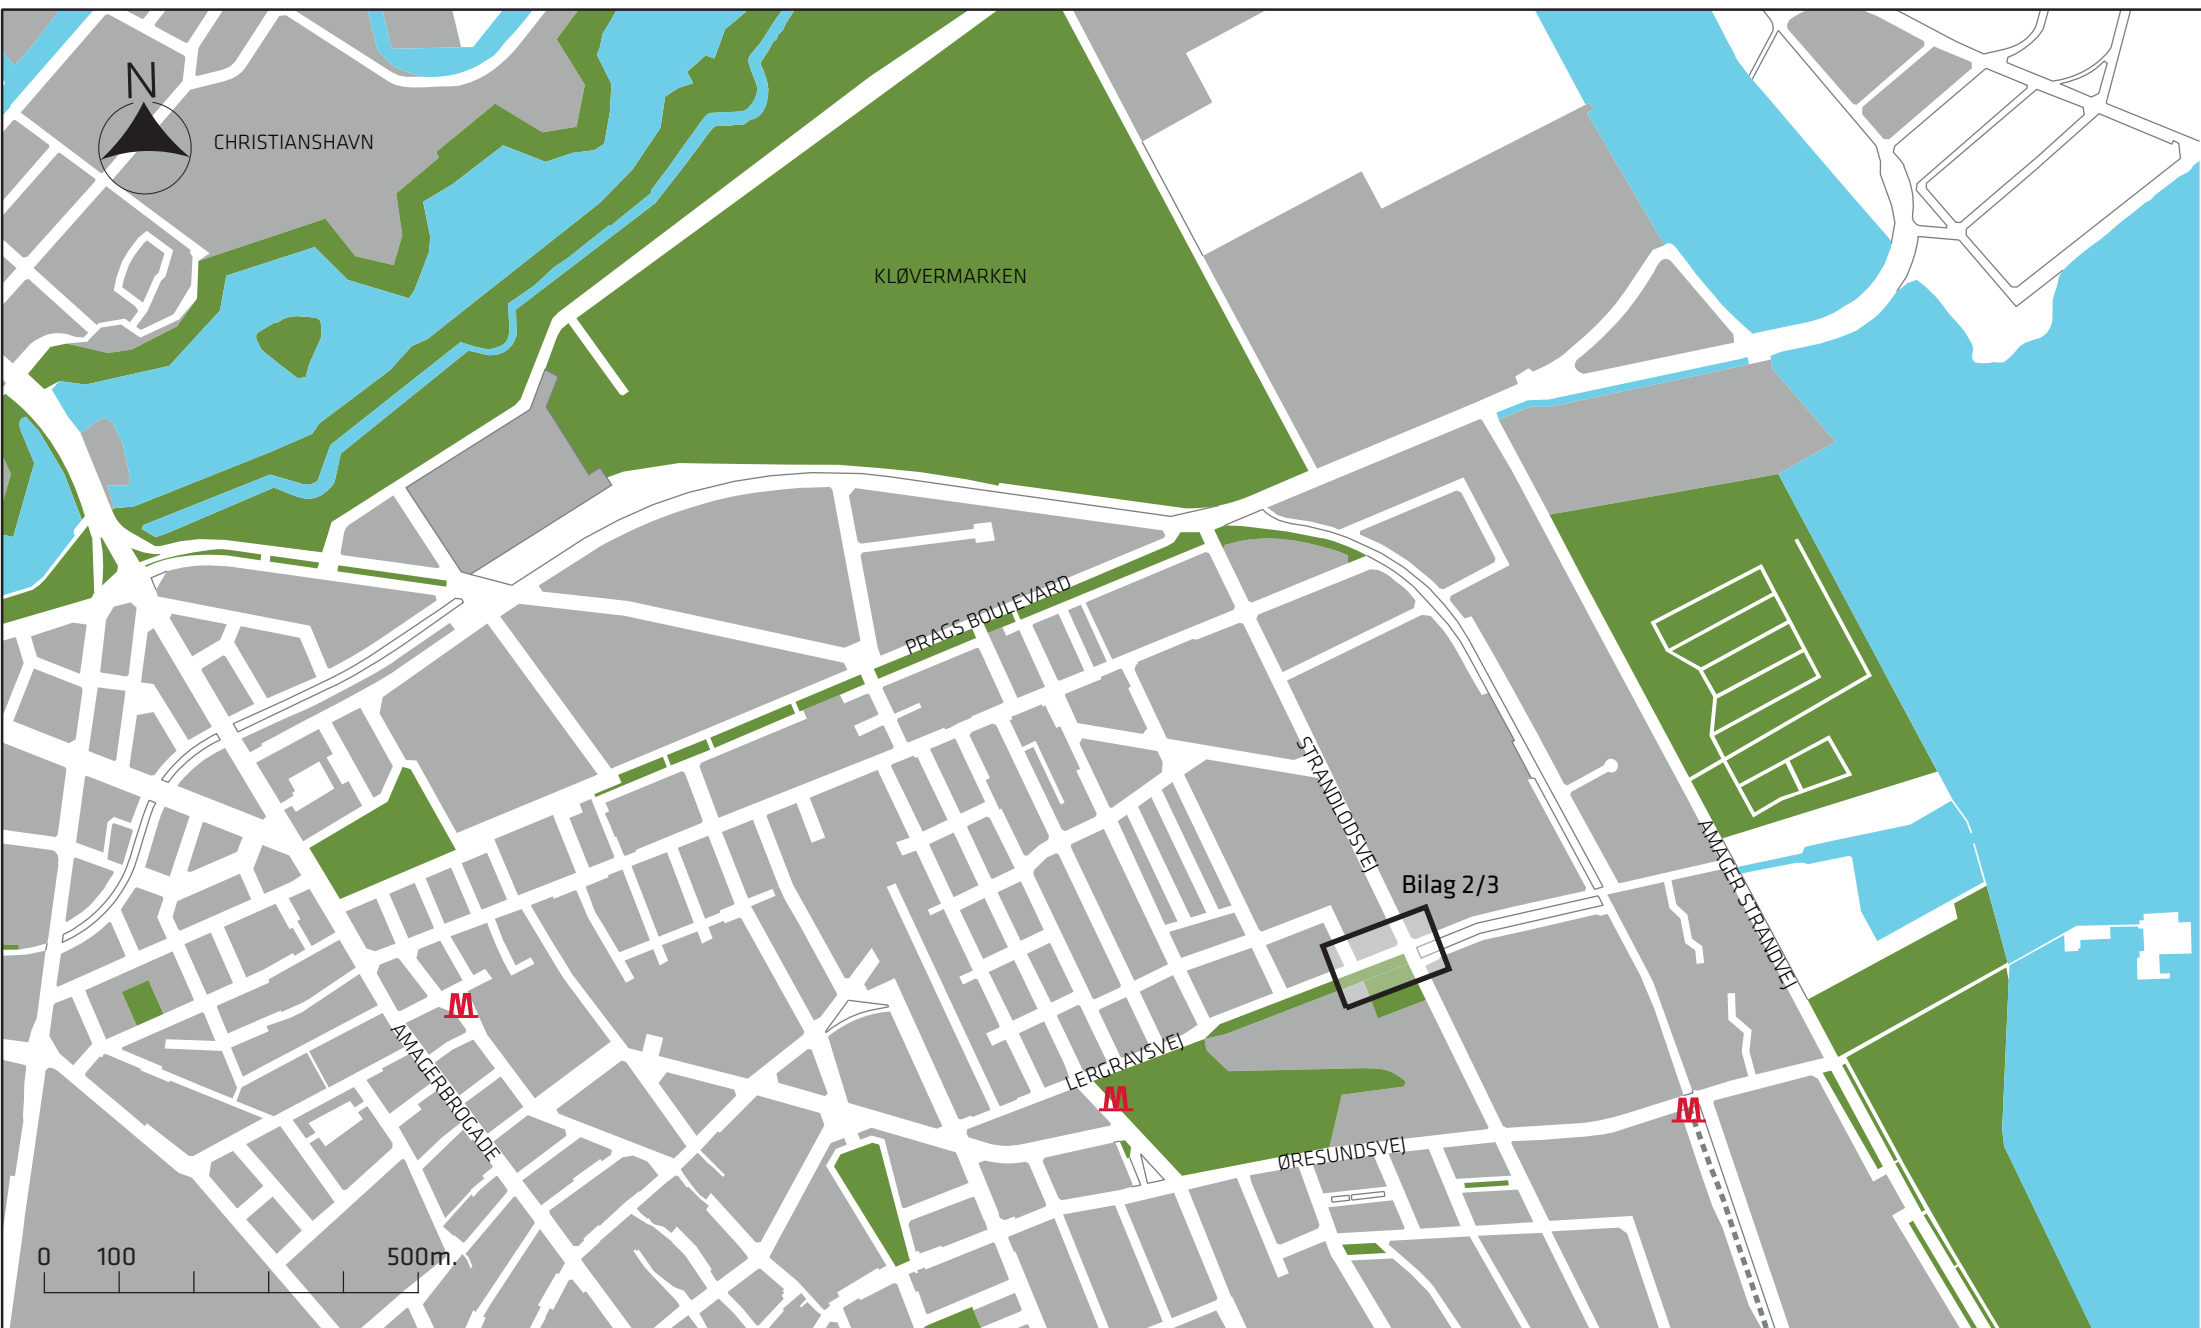 N
CHRISTIANSHAVN
KLØVERMARKEN
PRAGS BOULEVARD
STRANDLODSVEJ
AMAGER STRANDVEJ
Bilag 2/3
AMAGERBROGADE
LERGRAVSVEJ
ØRESUNDSVEJ
0 100 500m.
M
M
M